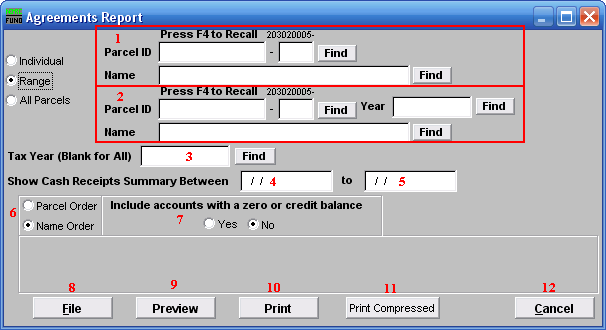 FUND
Agreements Report
1
Press F4 to Recall 203020005-
Parcel ID - Find
Name Find
Individual
Range
All Parcels
2
Press F4 to Recall 203020005-
Parcel ID - Find Year Find
Name Find
Tax Year (Blank for All) 3 Find
Show Cash Receipts Summary Between / / 4 to / / 5
6 Parcel Order
Name Order
Include accounts with a zero or credit balance
7 Yes No
8 9 10 11 12
File Preview Print Print Compressed Cancel